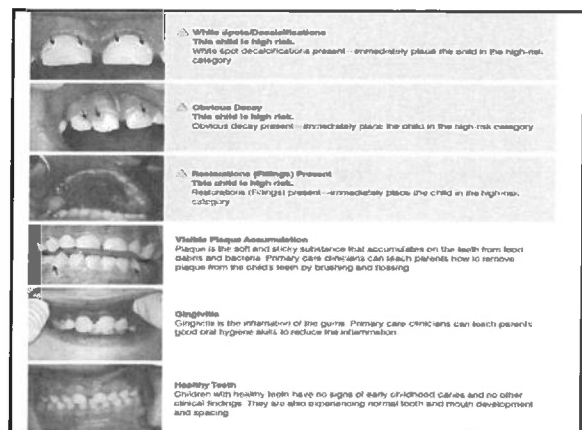 White Spots/Decalcifications
This child is high risk.
White spot decalcifications present—immediately place the child in the high-risk
category
Obvious Decay
This child is high risk.
Obvious decay present—immediately place the child in the high-risk category
Restorations (Fillings) Present
This child is high risk.
Restorations (Fillings) present—immediately place the child in the high-risk
category
Visible Plaque Accumulation
Plaque is the soft and sticky substance that accumulates on the teeth from food
debris and bacteria. Primary care clinicians can teach parents how to remove
plaque from the child's teeth by brushing and flossing
Gingivitis
Gingivitis is the inflamation of the gums. Primary care clinicians can teach parents
good oral hygiene skills to reduce the inflammation
Healthy Teeth
Children with healthy teeth have no signs of early childhood caries and no other
clinical findings. They are also experiencing normal tooth and mouth development
and spacing